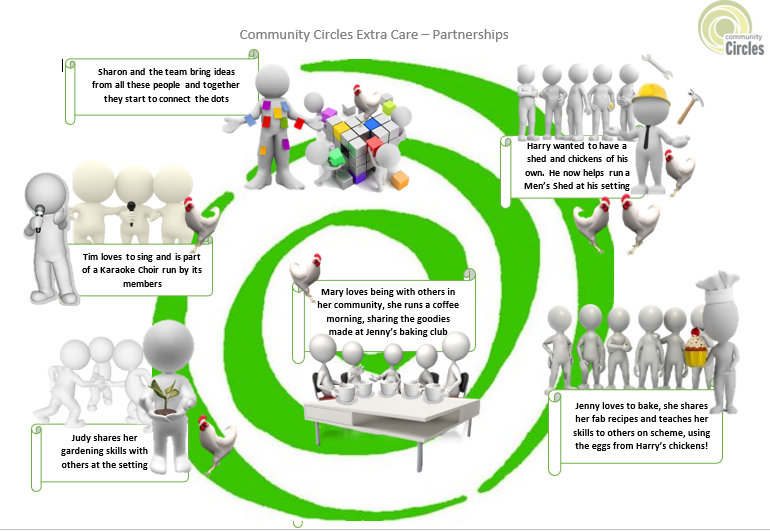 Community Circles Extra Care – Partnerships
community
Circles
Sharon and the team bring ideas
from all these people and together
they start to connect the dots
Harry wanted to have a
shed and chickens of his
own. He now helps run a
Men's Shed at his setting
Tim loves to sing and is part
of a Karaoke Choir run by its
members
Mary loves being with others in
her community, she runs a coffee
morning, sharing the goodies
made at Jenny's baking club
Judy shares her
gardening skills with
others at the setting
Jenny loves to bake, she shares
her fab recipes and teaches her
skills to others on scheme, using
the eggs from Harry's chickens!